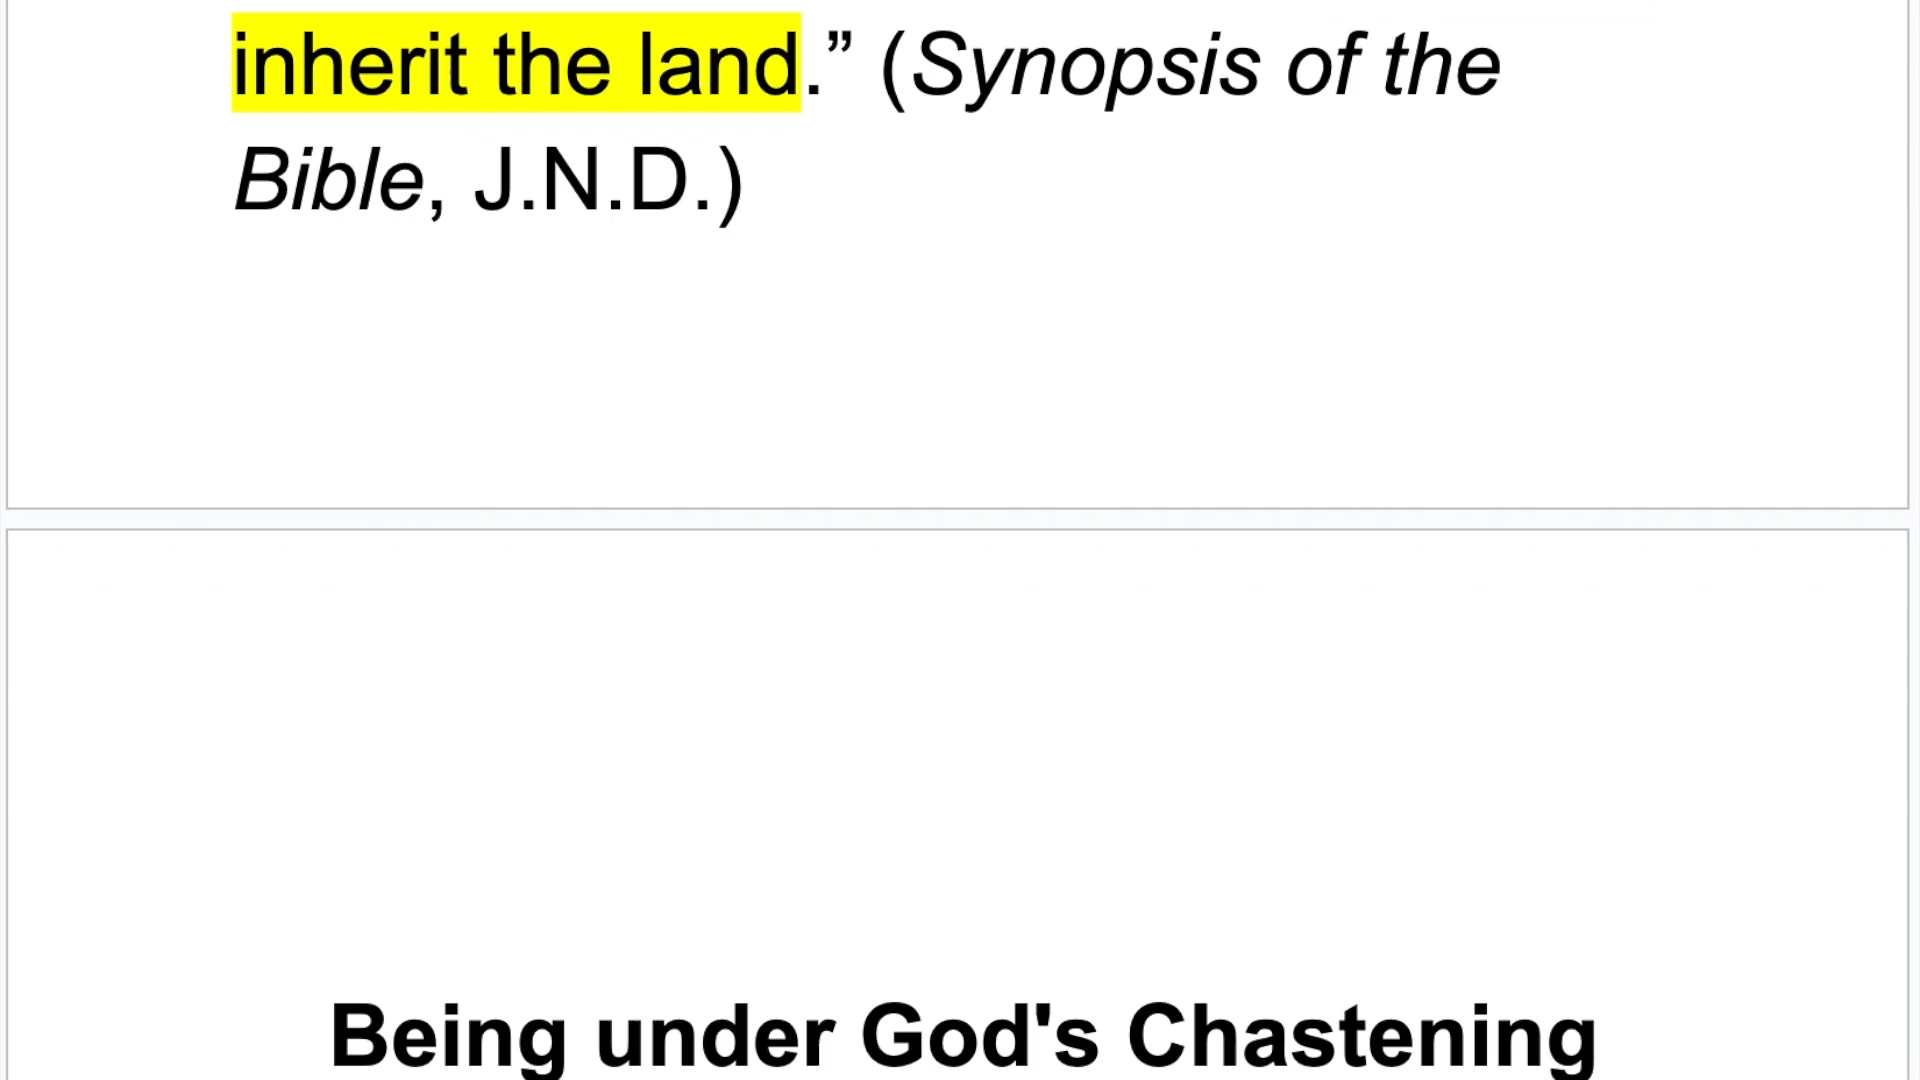 inherit the land.” (Synopsis of the
Bible, J.N.D.)
Being under God's Chastening